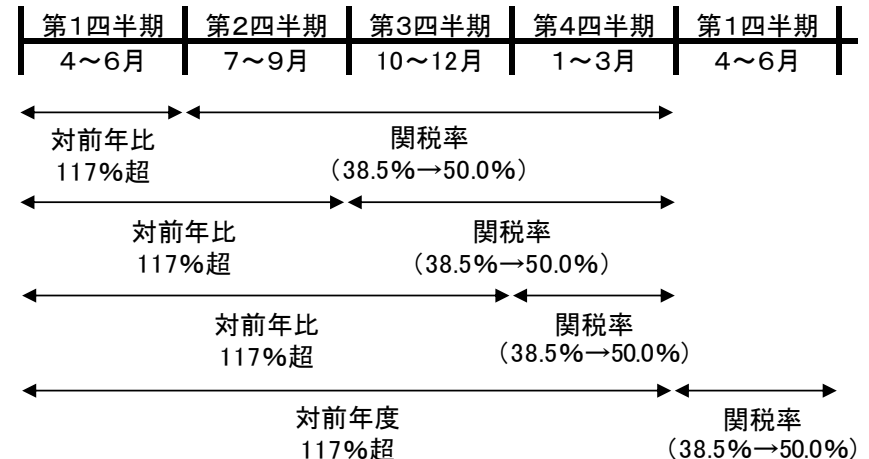 第1四半期 第2四半期 第3四半期 第4四半期 第1四半期
4～6月 7～9月 10～12月 1～3月 4～6月
対前年比 関税率
117%超 （38.5%→50.0%）
対前年比 関税率
117%超 （38.5%→50.0%）
対前年比 関税率
117%超 （38.5%→50.0%）
対前年度 関税率
117%超 （38.5%→50.0%）